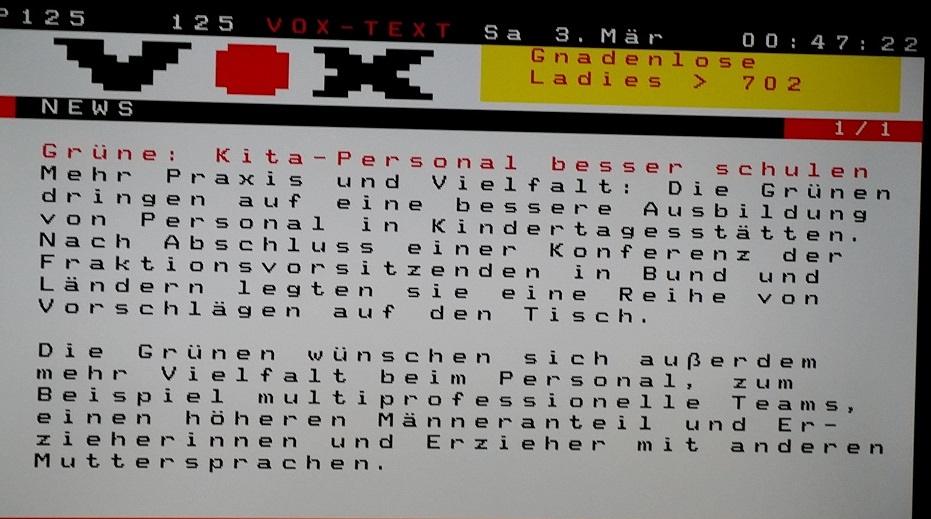 P125 125 VOX-TEXT Sa 3.Mär 00:47:22
VOX
Gnadenlose
Ladies > 702
NEWS
1/1
Grüne: Kita-Personal besser schulen
Mehr Praxis und Vielfalt: Die Grünen
dringen auf eine bessere Ausbildung
von Personal in Kindertagesstätten.
Nach Abschluss einer Konferenz der
Fraktionsvorsitzenden in Bund und
Ländern legten sie eine Reihe von
Vorschlägen auf den Tisch.
Die Grünen wünschen sich außerdem
mehr Vielfalt beim Personal, zum
Beispiel multiprofessionelle Teams,
einen höheren Männeranteil und Er-
zieherinnen und Erzieher mit anderen
Muttersprachen.